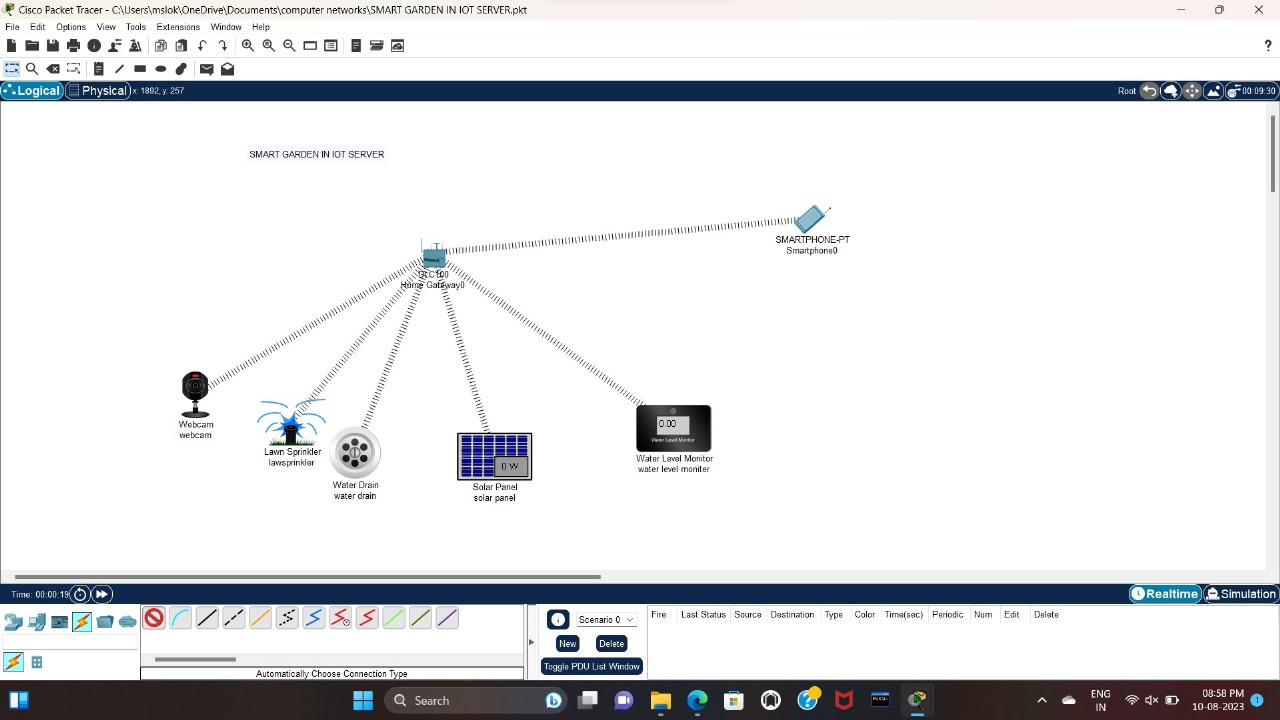 Cisco Packet Tracer - C:\Users\mslok\OneDrive\Documents\computer networks\SMART GARDEN IN IOT SERVER.pkt
File Edit Options View Tools Extensions Window Help
?
Logical Physical x: 1892, y: 257 Root 00:09:30
SMART GARDEN IN IOT SERVER
SMARTPHONE-PT
Smartphone0
DLC100
Home Gateway0
Webcam
webcam
Lawn Sprinkler
lawsprinkler
Water Drain
water drain
0 W
Solar Panel
solar panel
0.00
Water Level Monitor
Water Level Monitor
water level moniter
Time: 00:00:19 Realtime Simulation
Scenario 0
New Delete
Toggle PDU List Window
Fire Last Status Source Destination Type Color Time(sec) Periodic Num Edit Delete
Automatically Choose Connection Type
Search
ENG
IN
08:58 PM
10-08-2023
1